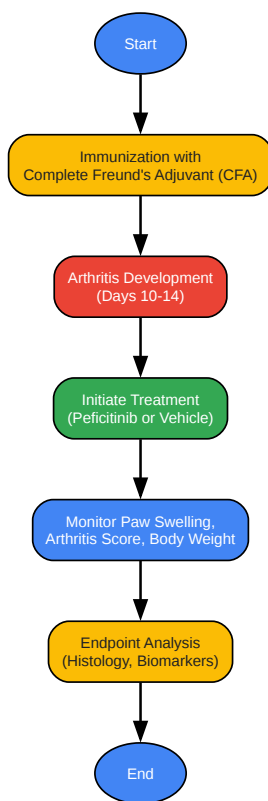 Start
Immunization with
Complete Freund's Adjuvant (CFA)
Arthritis Development
(Days 10-14)
Initiate Treatment
(Peficitinib or Vehicle)
Monitor Paw Swelling,
Arthritis Score, Body Weight
Endpoint Analysis
(Histology, Biomarkers)
End